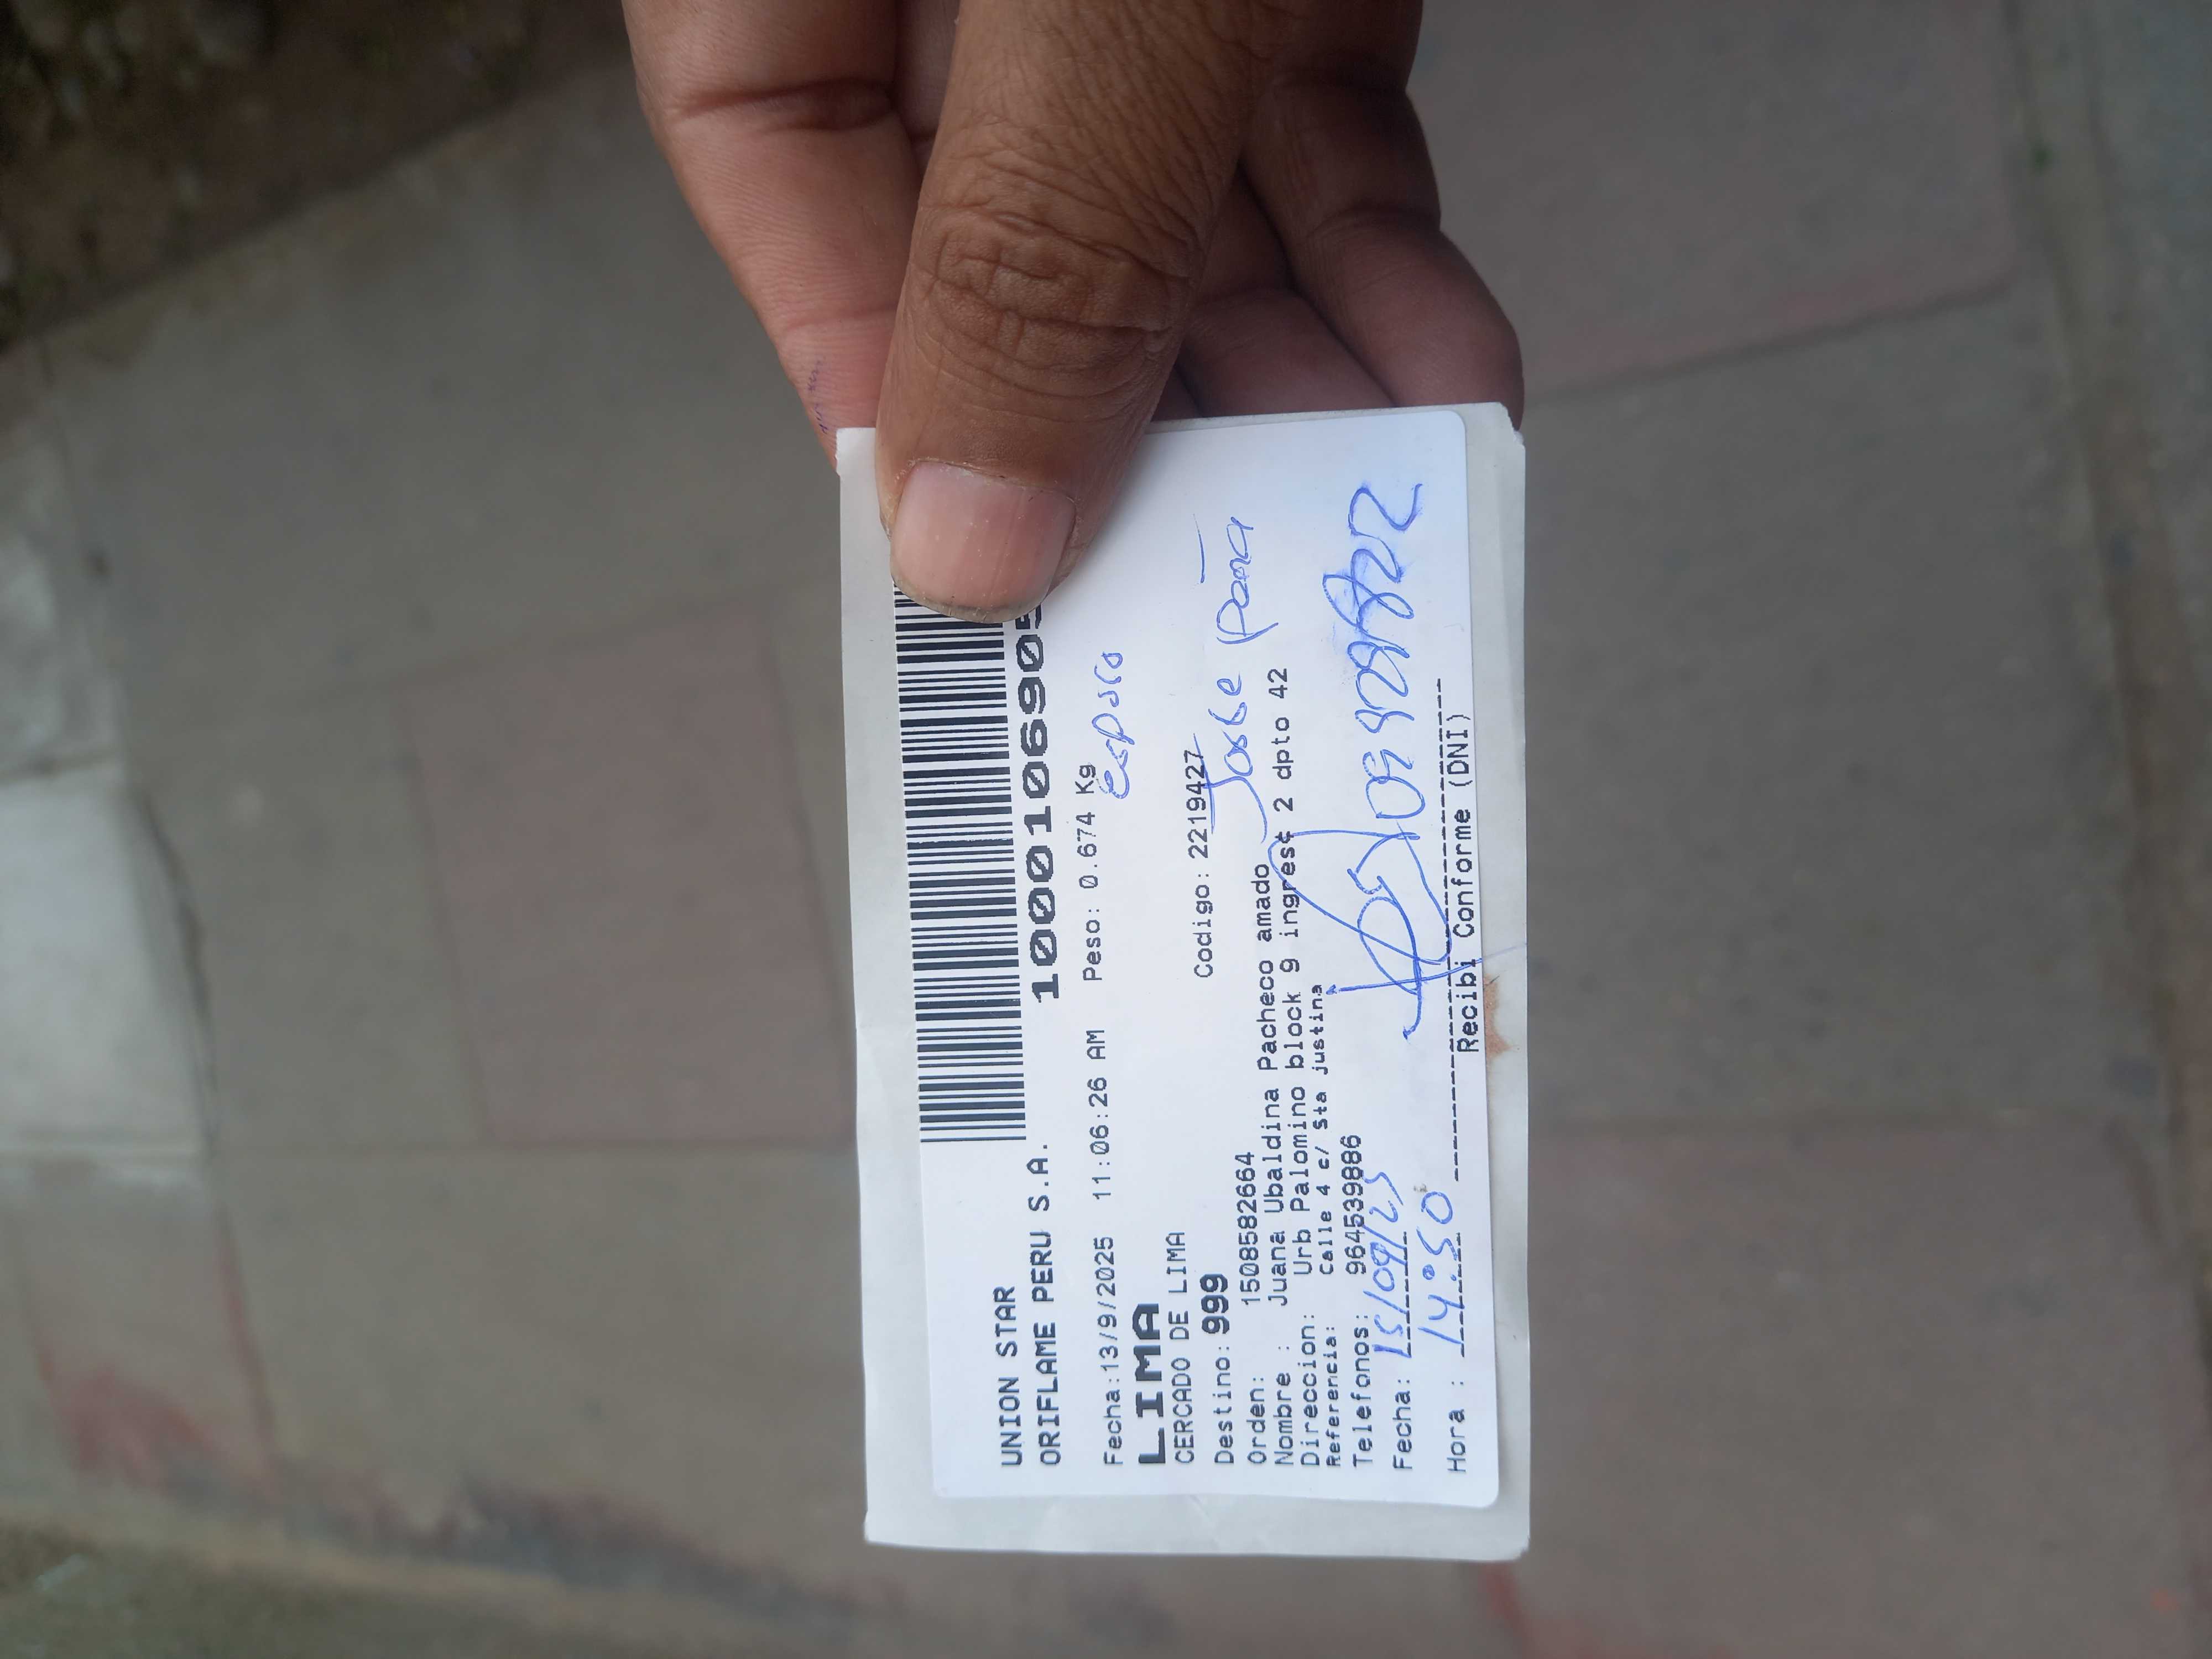 UNION STAR
ORIFLAME PERU S.A.
1000106905
Fecha:13/9/2025 11:06:26 AM Peso: 0.674 Kg
esposo
LIMA
CERCADO DE LIMA
Destino:999 Codigo: 2219427
Jose
Orden: 1508582664
Nombre : Juana Ubaldina Pacheco amado
Direccion: Urb Palomino block 9 ingreso 2 dpto 42
Referencia: Calle 4 c/ Sta justina
Telefonos: 964539886
Fecha: 15/09/25
Hora : 14:50
Recibi Conforme (DNI)